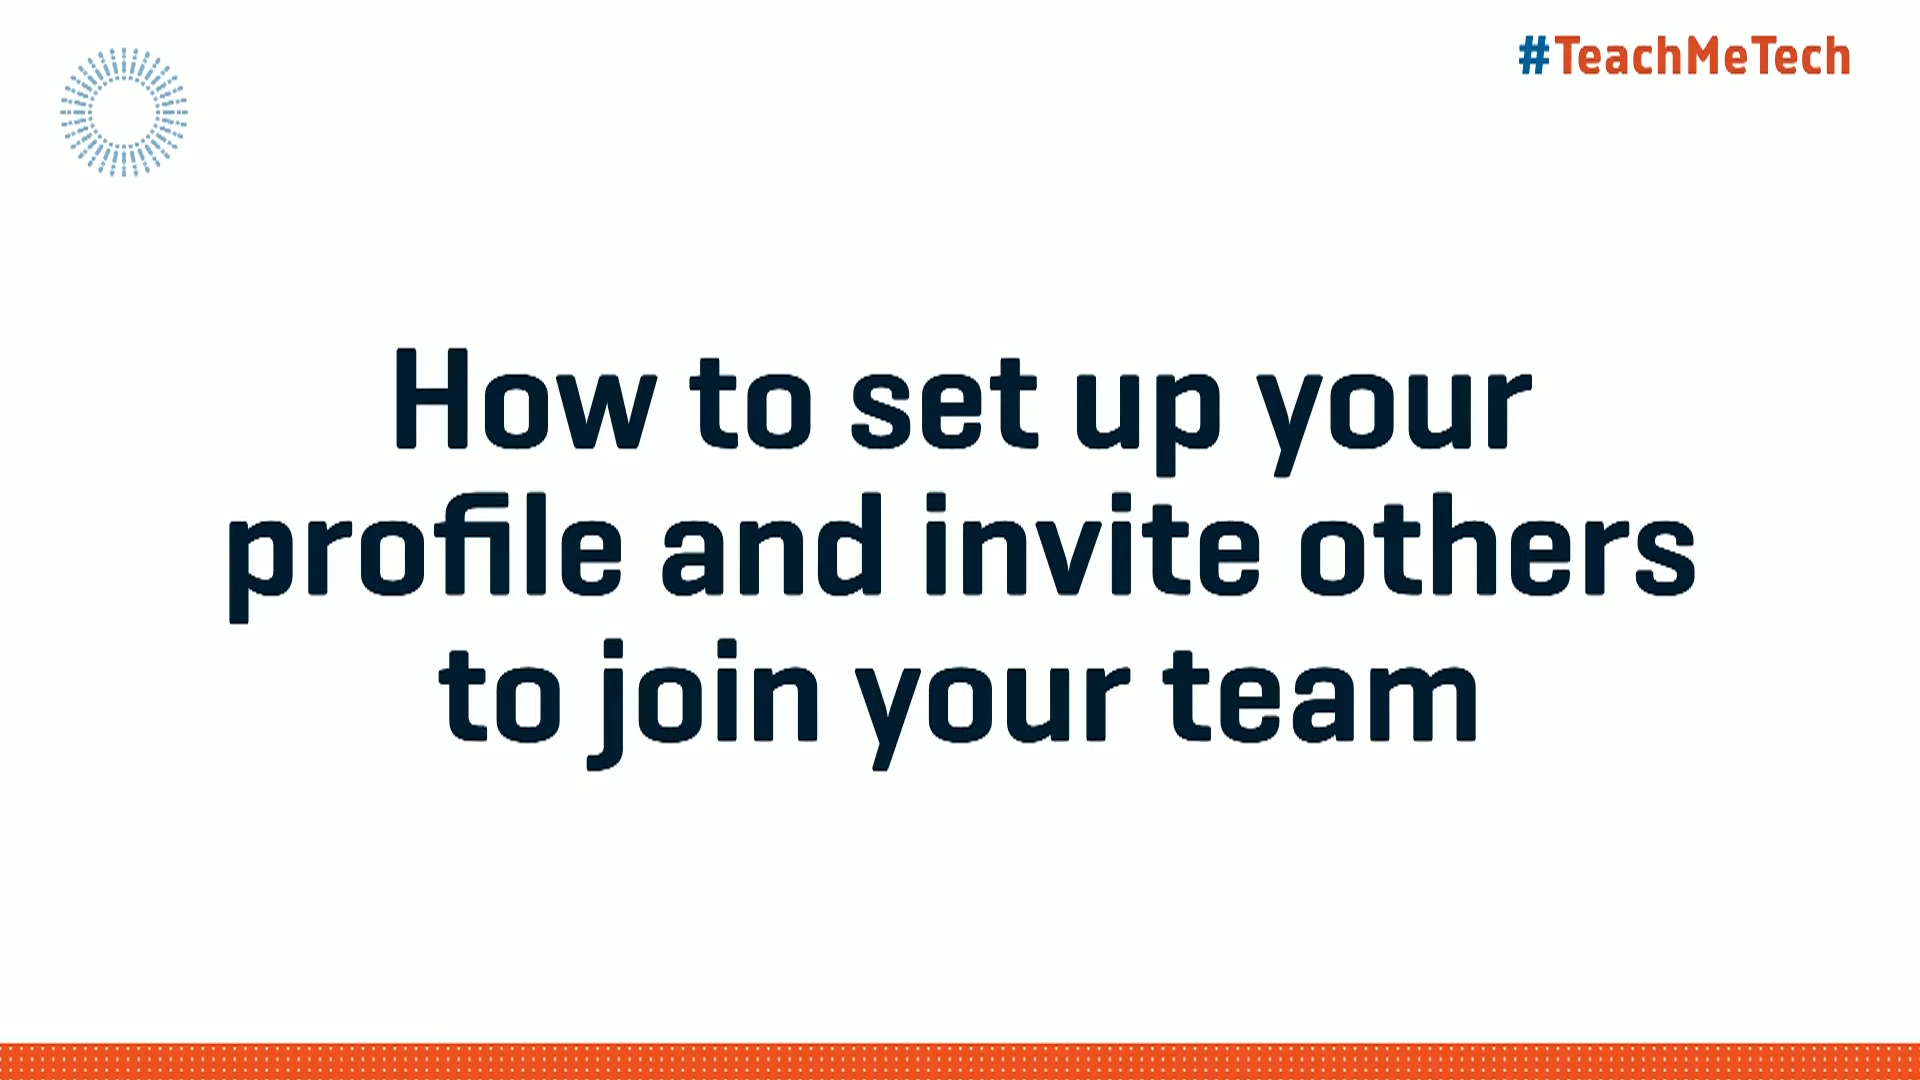 #TeachMeTech
How to set up your
profile and invite others
to join your team